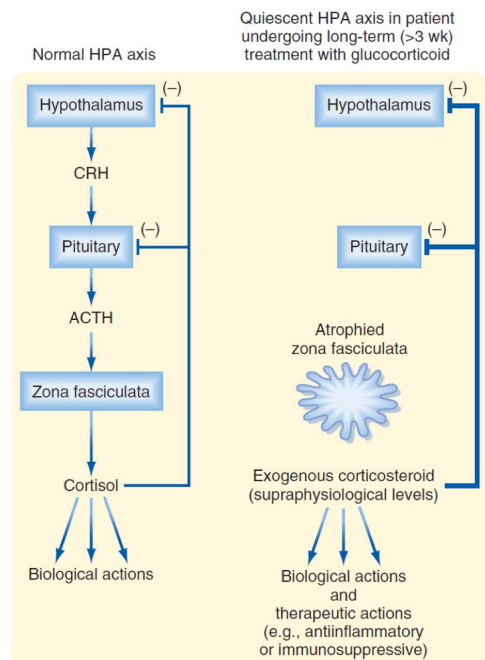 Normal HPA axis
(–)
Hypothalamus
CRH
(–)
Pituitary
ACTH
Zona fasciculata
Cortisol
Biological actions
Quiescent HPA axis in patient
undergoing long-term (>3 wk)
treatment with glucocorticoid
(–)
Hypothalamus
(–)
Pituitary
Atrophied
zona fasciculata
Exogenous corticosteroid
(supraphysiological levels)
Biological actions
and
therapeutic actions
(e.g., antiinflammatory
or immunosuppressive)